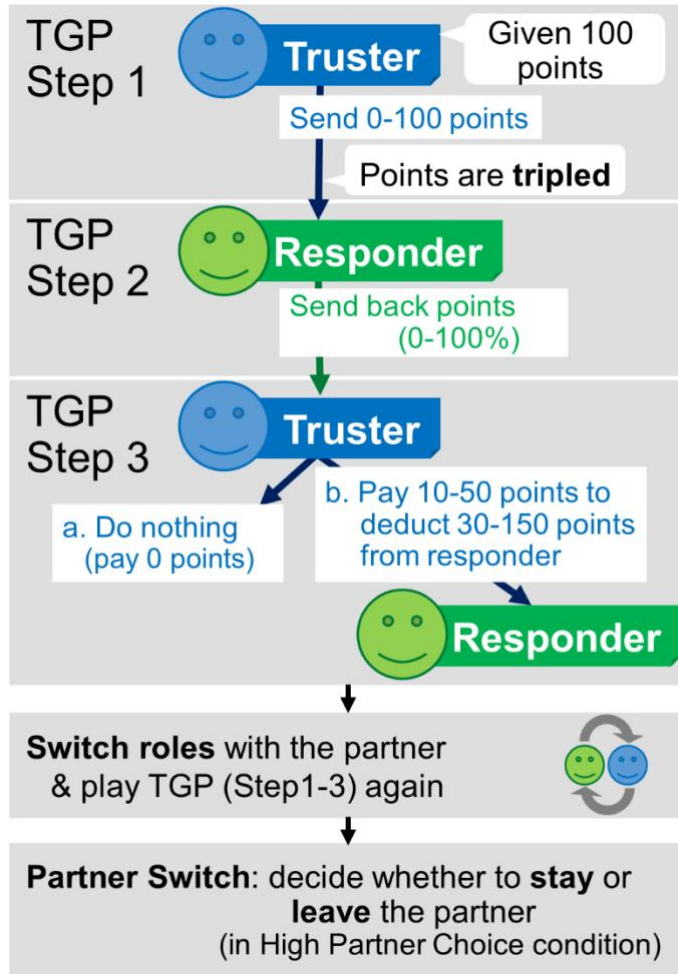 TGP
Step 1
Truster
Given 100
points
Send 0-100 points
Points are tripled
TGP
Step 2
Responder
Send back points
(0-100%)
TGP
Step 3
Truster
a. Do nothing
(pay 0 points)
b. Pay 10-50 points to
deduct 30-150 points
from responder
Responder
Switch roles with the partner
& play TGP (Step1-3) again
Partner Switch: decide whether to stay or
leave the partner
(in High Partner Choice condition)